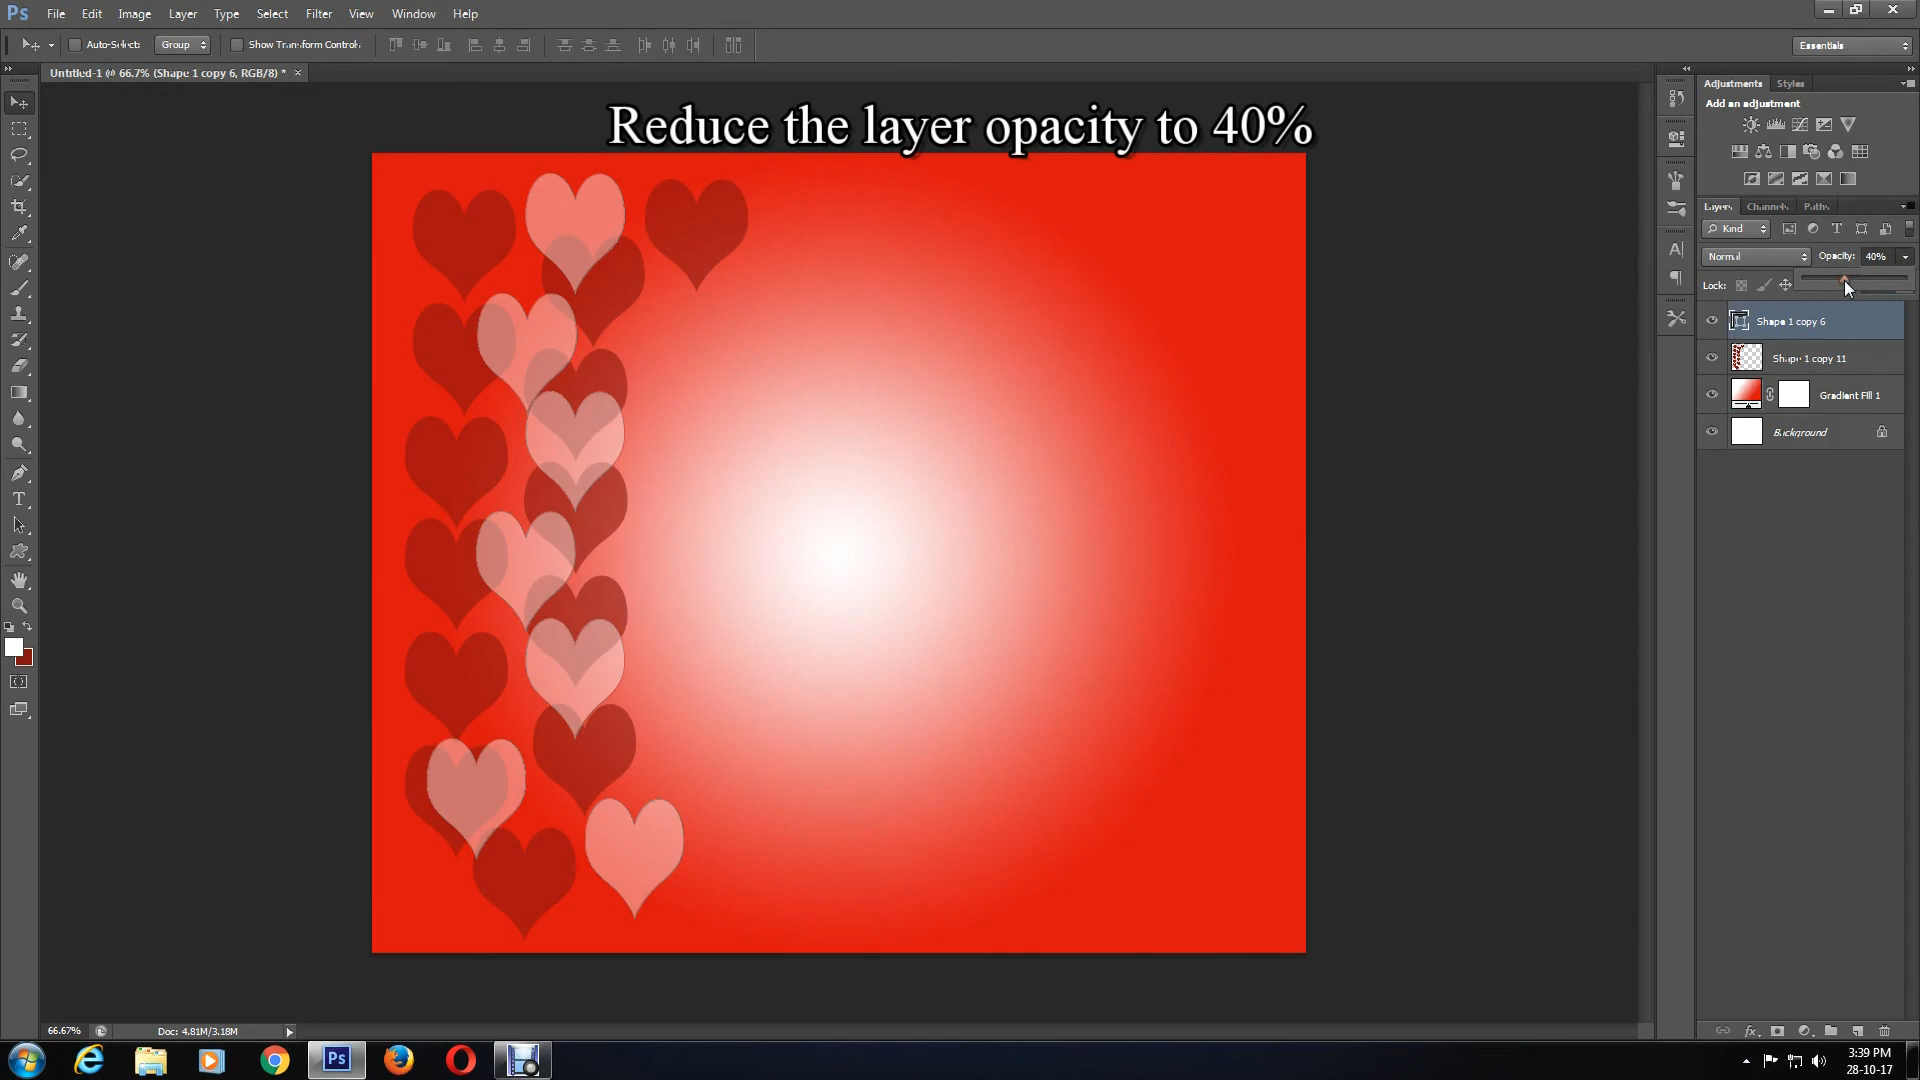 Ps File Edit Image Layer Type Select Filter View Window Help
Auto-Select: Group Show Transform Controls Essentials
Untitled-1 @ 66.7% (Shape 1 copy 6, RGB/8) * ×
Reduce the layer opacity to 40%
Adjustments Styles
Add an adjustment
Layers Channels Paths
Kind
Normal Opacity: 40%
Lock:
Shape 1 copy 6
Shape 1 copy 11
Gradient Fill 1
Background
66.67% Doc: 4.81M/3.18M
Ps 3:39 PM
28-10-17